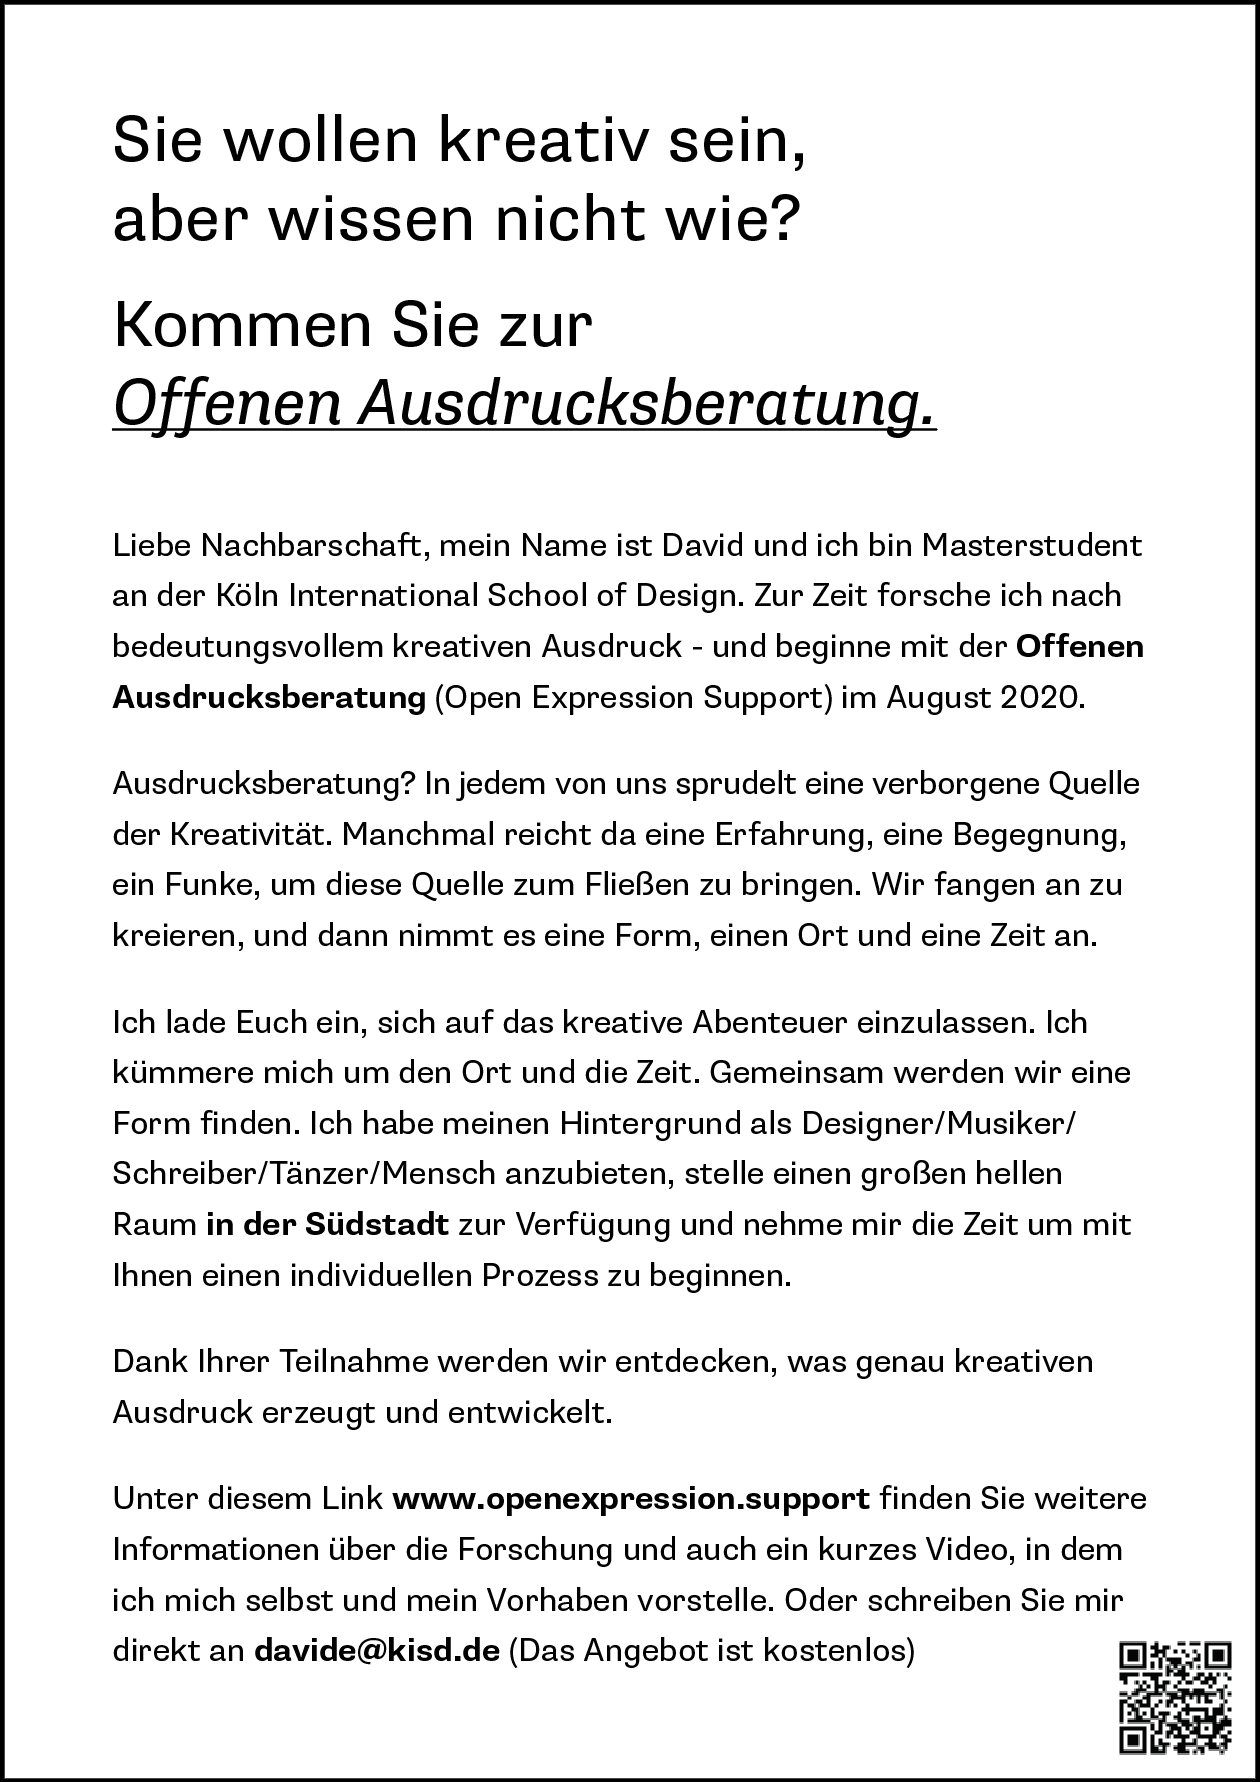 Sie wollen kreativ sein,
aber wissen nicht wie?
Kommen Sie zur
Offenen Ausdrucksberatung.
Liebe Nachbarschaft, mein Name ist David und ich bin Masterstudent
an der Köln International School of Design. Zur Zeit forsche ich nach
bedeutungsvollem kreativen Ausdruck - und beginne mit der Offenen
Ausdrucksberatung (Open Expression Support) im August 2020.
Ausdrucksberatung? In jedem von uns sprudelt eine verborgene Quelle
der Kreativität. Manchmal reicht da eine Erfahrung, eine Begegnung,
ein Funke, um diese Quelle zum Fließen zu bringen. Wir fangen an zu
kreieren, und dann nimmt es eine Form, einen Ort und eine Zeit an.
Ich lade Euch ein, sich auf das kreative Abenteuer einzulassen. Ich
kümmere mich um den Ort und die Zeit. Gemeinsam werden wir eine
Form finden. Ich habe meinen Hintergrund als Designer/Musiker/
Schreiber/Tänzer/Mensch anzubieten, stelle einen großen hellen
Raum in der Südstadt zur Verfügung und nehme mir die Zeit um mit
Ihnen einen individuellen Prozess zu beginnen.
Dank Ihrer Teilnahme werden wir entdecken, was genau kreativen
Ausdruck erzeugt und entwickelt.
Unter diesem Link www.openexpression.support finden Sie weitere
Informationen über die Forschung und auch ein kurzes Video, in dem
ich mich selbst und mein Vorhaben vorstelle. Oder schreiben Sie mir
direkt an davide@kisd.de (Das Angebot ist kostenlos)